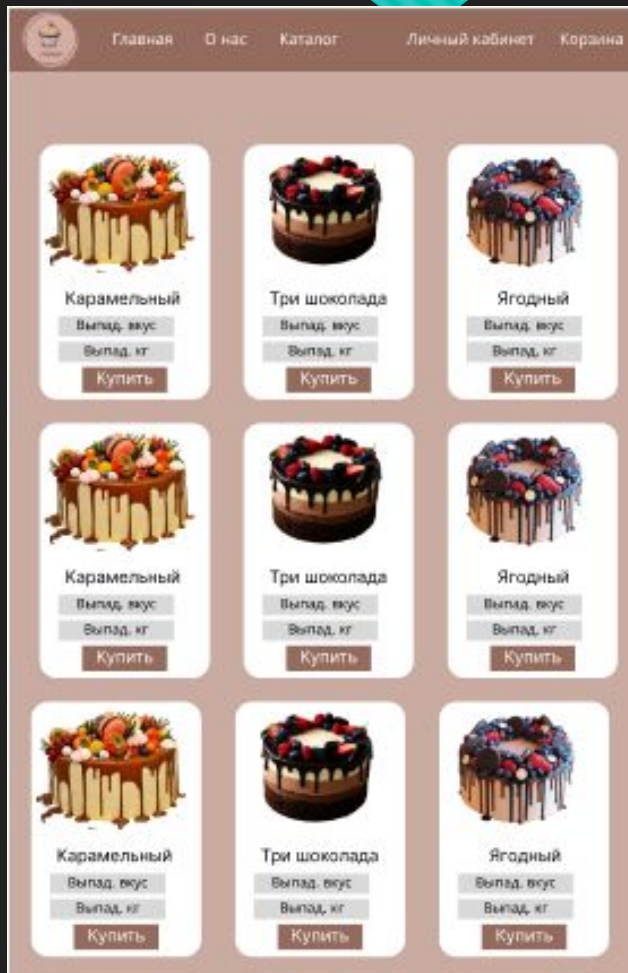 Главная О нас Каталог Личный кабинет Корзина
Карамельный Три шоколада Ягодный
Выпад. вкус Выпад. вкус Выпад. вкус
Выпад. кг Выпад. кг Выпад. кг
Купить Купить Купить
Карамельный Три шоколада Ягодный
Выпад. вкус Выпад. вкус Выпад. вкус
Выпад. кг Выпад. кг Выпад. кг
Купить Купить Купить
Карамельный Три шоколада Ягодный
Выпад. вкус Выпад. вкус Выпад. вкус
Выпад. кг Выпад. кг Выпад. кг
Купить Купить Купить